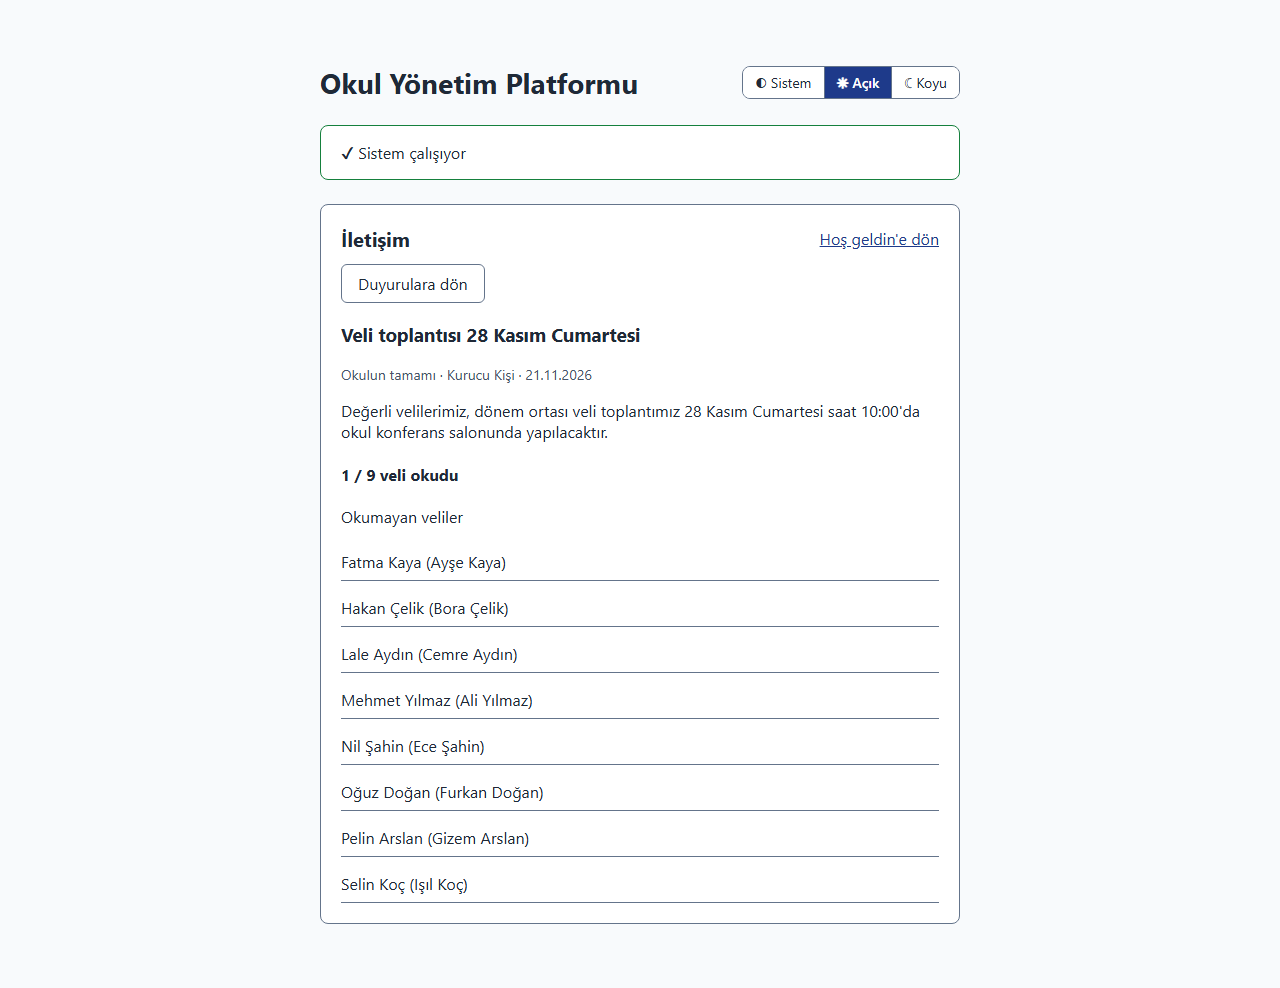 Okul Yönetim Platformu
◐ Sistem
✸ Açık
☾ Koyu
✓ Sistem çalışıyor
İletişim
Hoş geldin'e dön
Duyurulara dön
Veli toplantısı 28 Kasım Cumartesi
Okulun tamamı · Kurucu Kişi · 21.11.2026
Değerli velilerimiz, dönem ortası veli toplantımız 28 Kasım Cumartesi saat 10:00'da
okul konferans salonunda yapılacaktır.
1 / 9 veli okudu
Okumayan veliler
Fatma Kaya (Ayşe Kaya)
Hakan Çelik (Bora Çelik)
Lale Aydın (Cemre Aydın)
Mehmet Yılmaz (Ali Yılmaz)
Nil Şahin (Ece Şahin)
Oğuz Doğan (Furkan Doğan)
Pelin Arslan (Gizem Arslan)
Selin Koç (Işıl Koç)